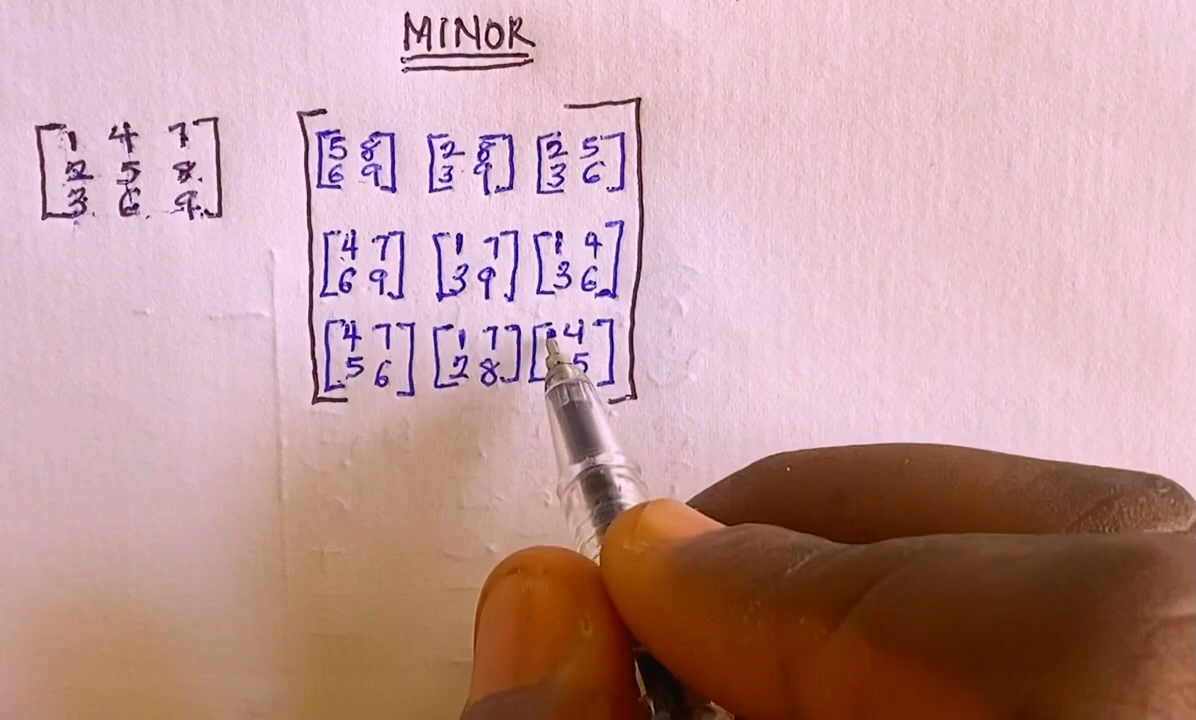 MINOR
1 4 7 5 8 2 8 2 5
2 5 8 6 9 3 9 3 6
3 6 9
4 7 1 7 1 4
6 9 3 9 3 6
4 7 1 7 4
5 6 2 8 5